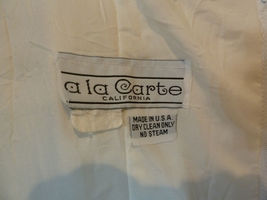 a la Carte
CALIFORNIA
MADE IN U.S.A.
DRY CLEAN ONLY
NO STEAM